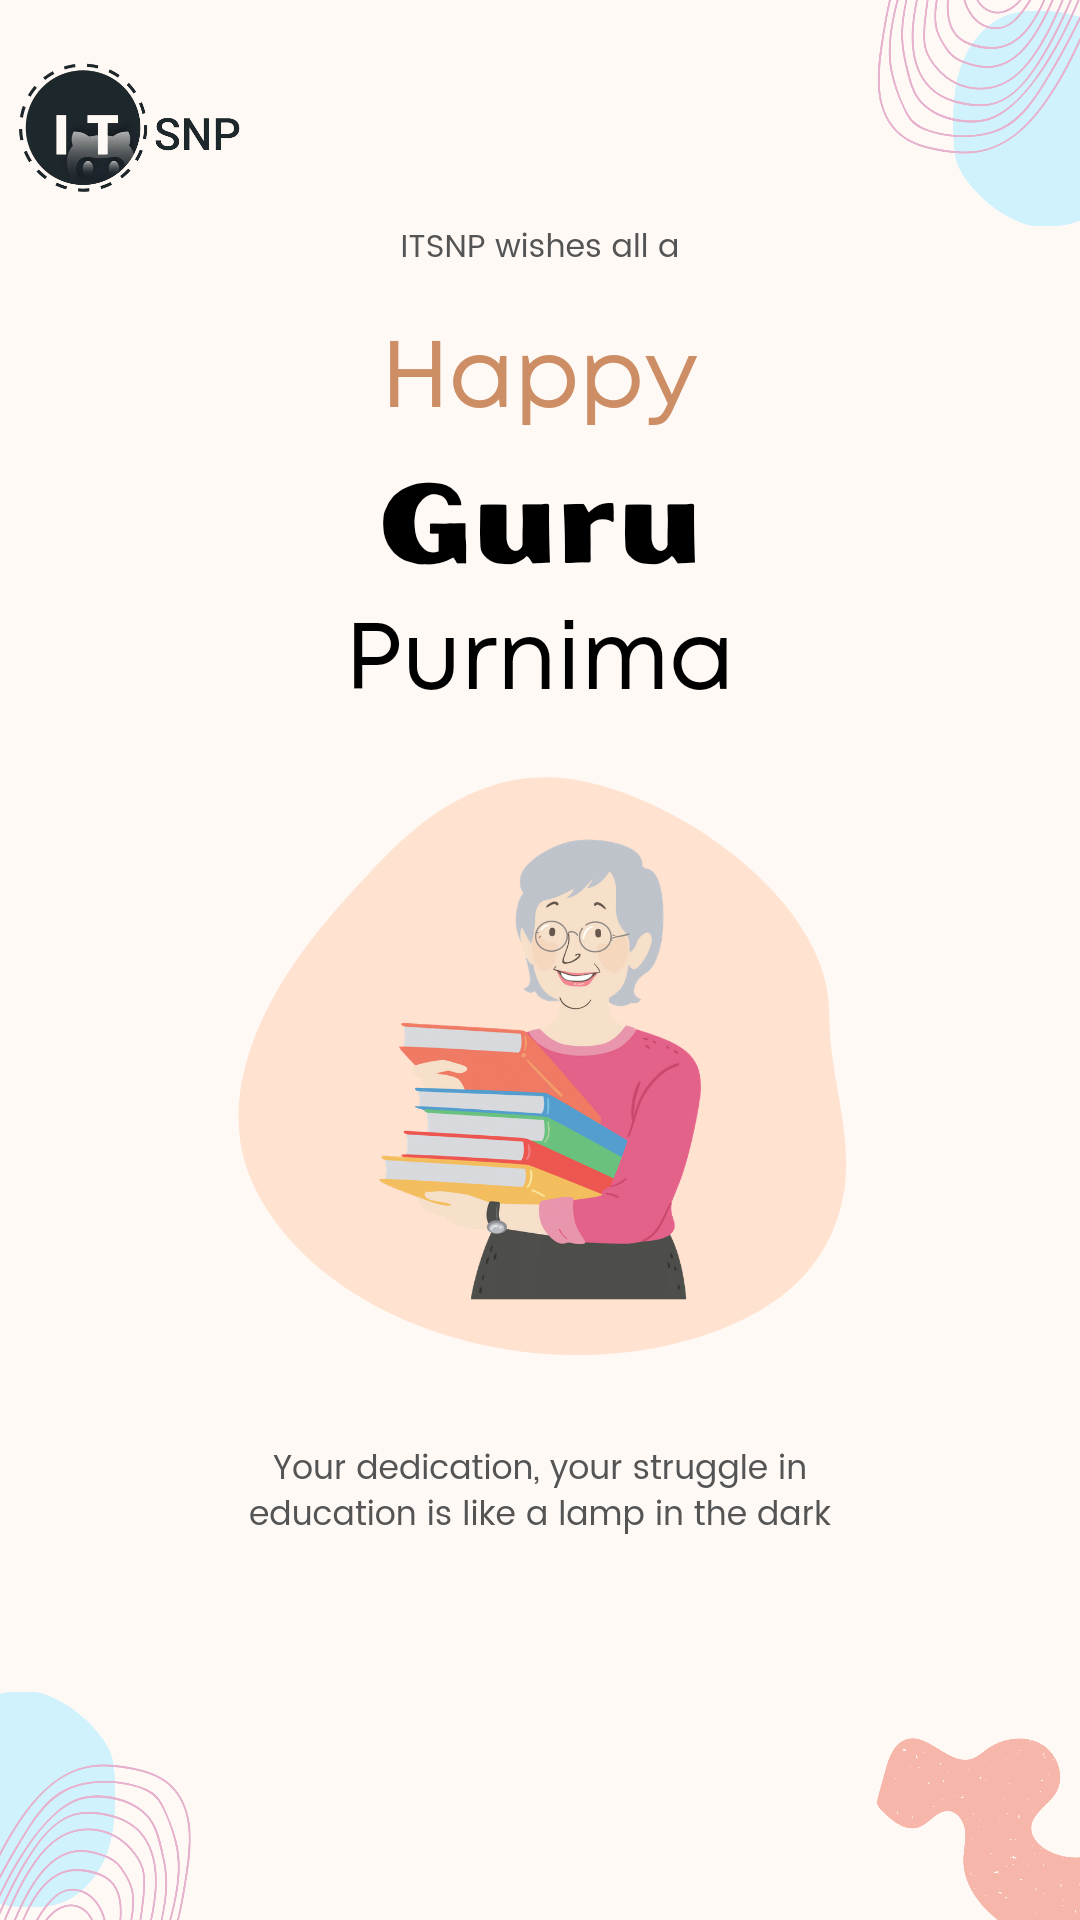 IT SNP
ITSNP wishes all a
Happy
Guru
Purnima
Your dedication, your struggle in
education is like a lamp in the dark